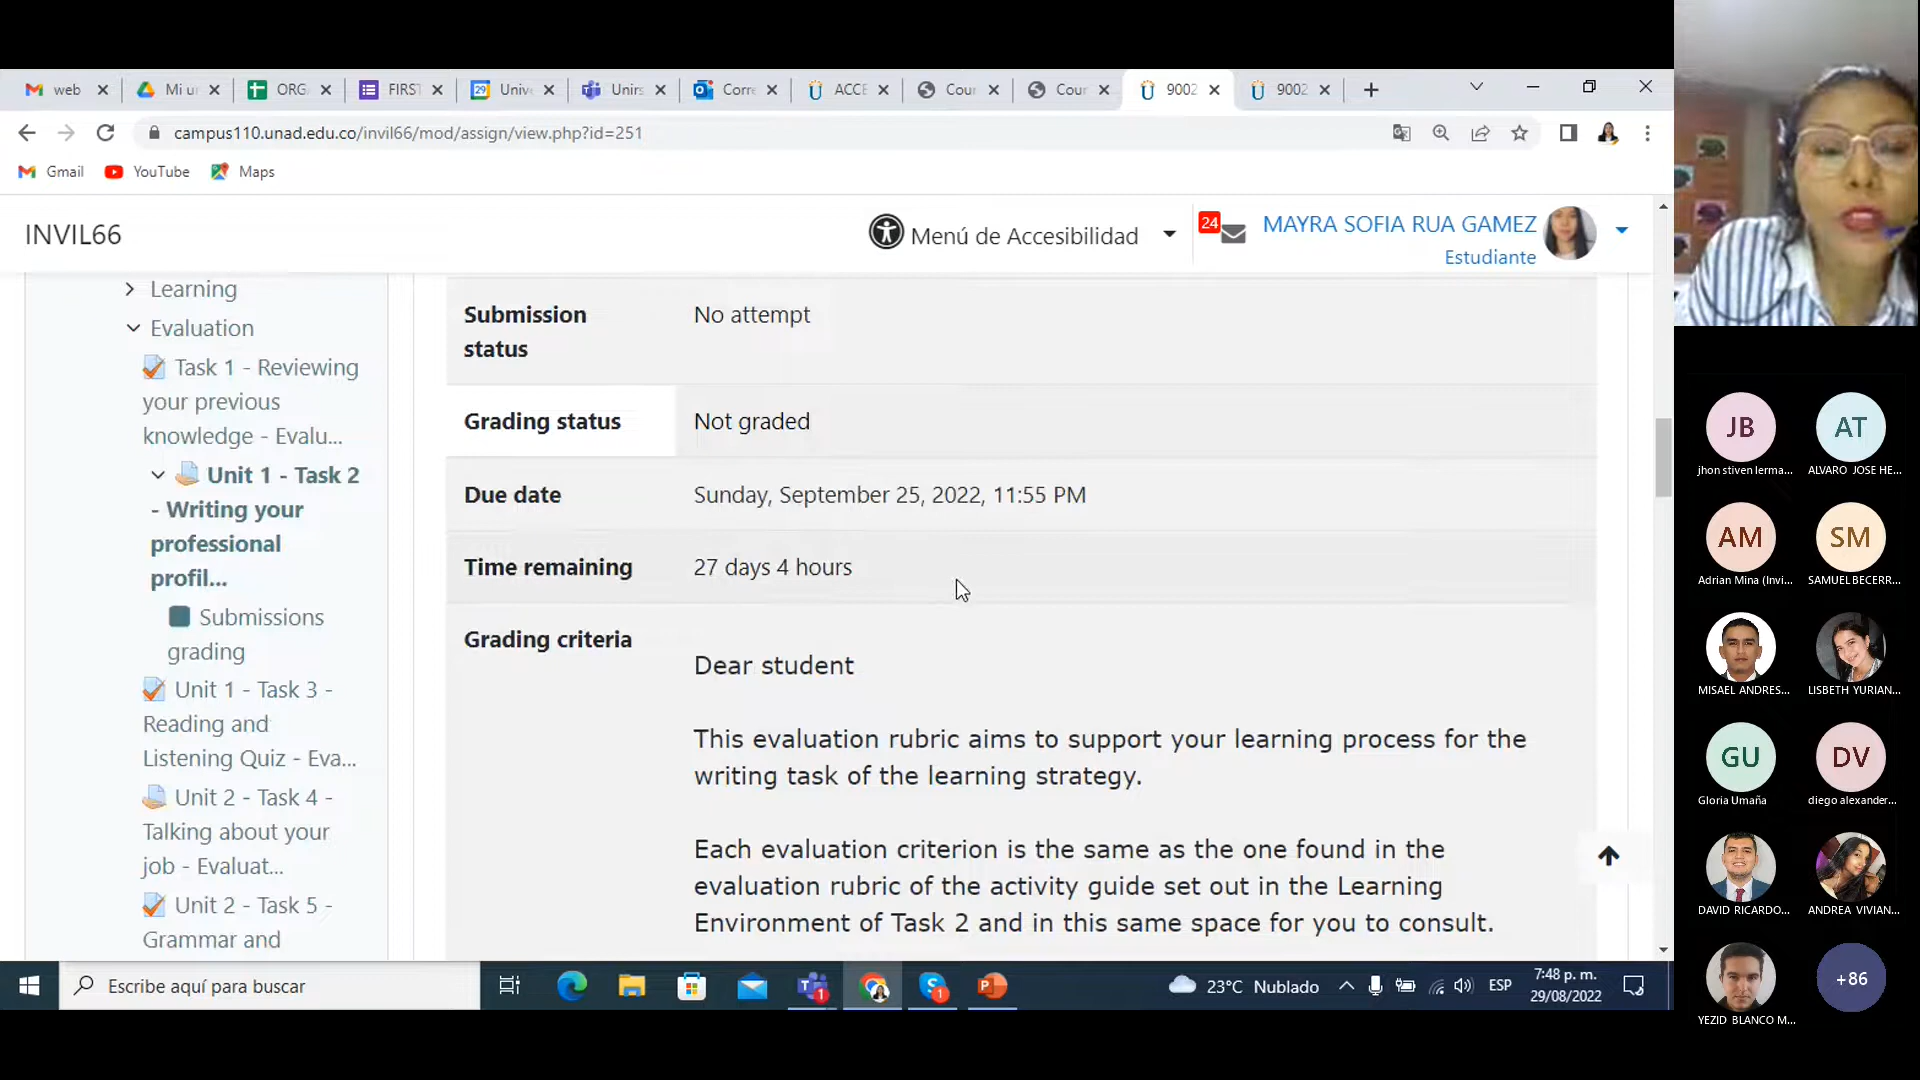 web
Mi u
ORG
FIRST
Unive
Unirs
Corre
ACCE
Cour
Cour
9002
9002
campus110.unad.edu.co/invil66/mod/assign/view.php?id=251
Gmail
YouTube
Maps
INVIL66
Menú de Accesibilidad
24
MAYRA SOFIA RUA GAMEZ
Estudiante
Learning
Evaluation
Task 1 - Reviewing
your previous
knowledge - Evalu...
Unit 1 - Task 2
- Writing your
professional
profil...
Submissions
grading
Unit 1 - Task 3 -
Reading and
Listening Quiz - Eva...
Unit 2 - Task 4 -
Talking about your
job - Evaluat...
Unit 2 - Task 5 -
Grammar and
Submission
status
No attempt
Grading status
Not graded
Due date
Sunday, September 25, 2022, 11:55 PM
Time remaining
27 days 4 hours
Grading criteria
Dear student
This evaluation rubric aims to support your learning process for the
writing task of the learning strategy.
Each evaluation criterion is the same as the one found in the
evaluation rubric of the activity guide set out in the Learning
Environment of Task 2 and in this same space for you to consult.
Escribe aquí para buscar
1
1
23°C Nublado
ESP
7:48 p. m.
29/08/2022
JB
AT
jhon stiven lerma...
ALVARO JOSE HE...
AM
SM
Adrian Mina (Invi...
SAMUEL BECERR...
MISAEL ANDRES...
LISBETH YURIAN...
GU
DV
Gloria Umaña
diego alexander...
DAVID RICARDO...
ANDREA VIVIAN...
+86
YEZID BLANCO M...